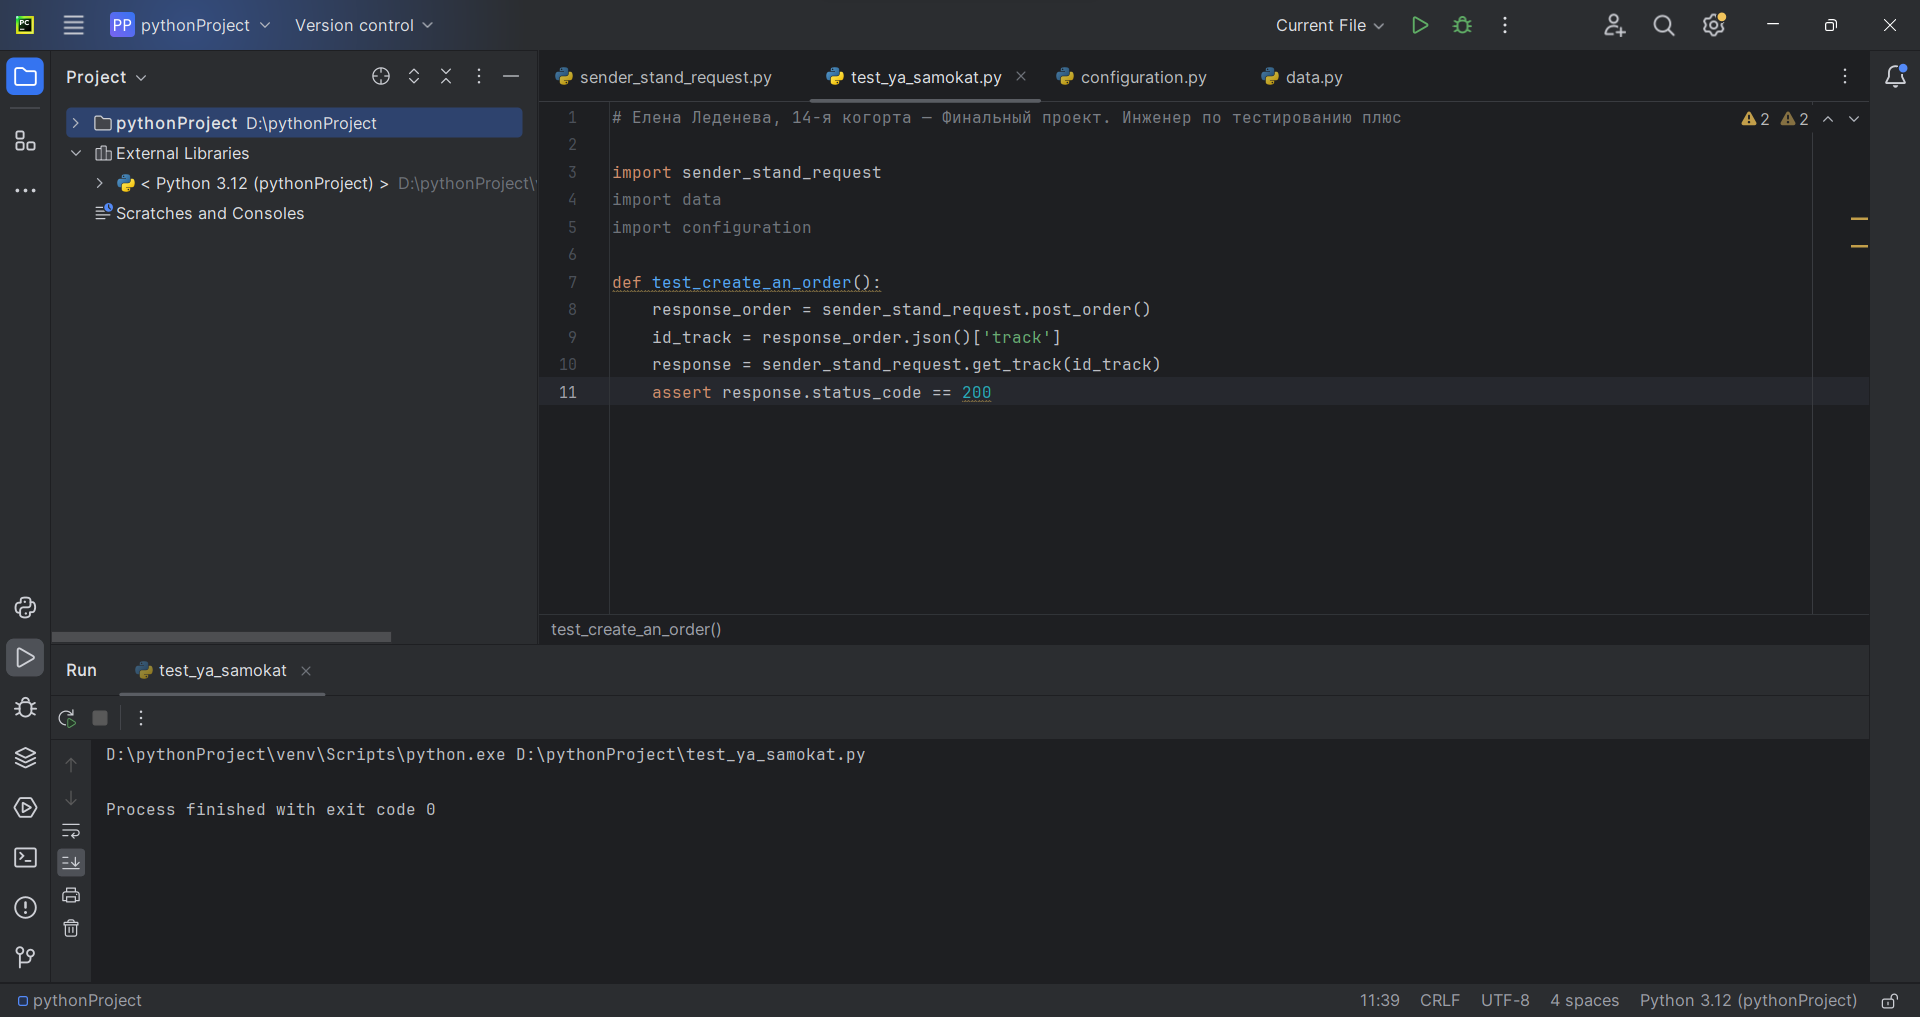 PC
PP pythonProject Version control Current File
Project
sender_stand_request.py test_ya_samokat.py configuration.py data.py
pythonProject D:\pythonProject
External Libraries
< Python 3.12 (pythonProject) > D:\pythonProject\
Scratches and Consoles
2 2
1 # Елена Леденева, 14-я когорта — Финальный проект. Инженер по тестированию плюс
2
3 import sender_stand_request
4 import data
5 import configuration
6
7 def test_create_an_order():
8 response_order = sender_stand_request.post_order()
9 id_track = response_order.json()['track']
10 response = sender_stand_request.get_track(id_track)
11 assert response.status_code == 200
test_create_an_order()
Run test_ya_samokat
D:\pythonProject\venv\Scripts\python.exe D:\pythonProject\test_ya_samokat.py
Process finished with exit code 0
pythonProject 11:39 CRLF UTF-8 4 spaces Python 3.12 (pythonProject)